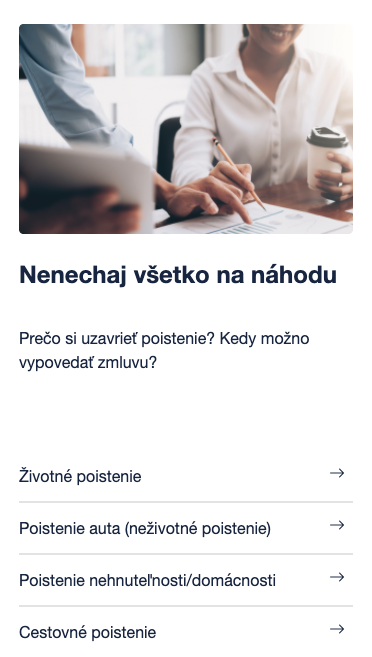 Nenechaj všetko na náhodu
Prečo si uzavrieť poistenie? Kedy možno
vypovedať zmluvu?
Životné poistenie
Poistenie auta (neživotné poistenie)
Poistenie nehnuteľnosti/domácnosti
Cestovné poistenie